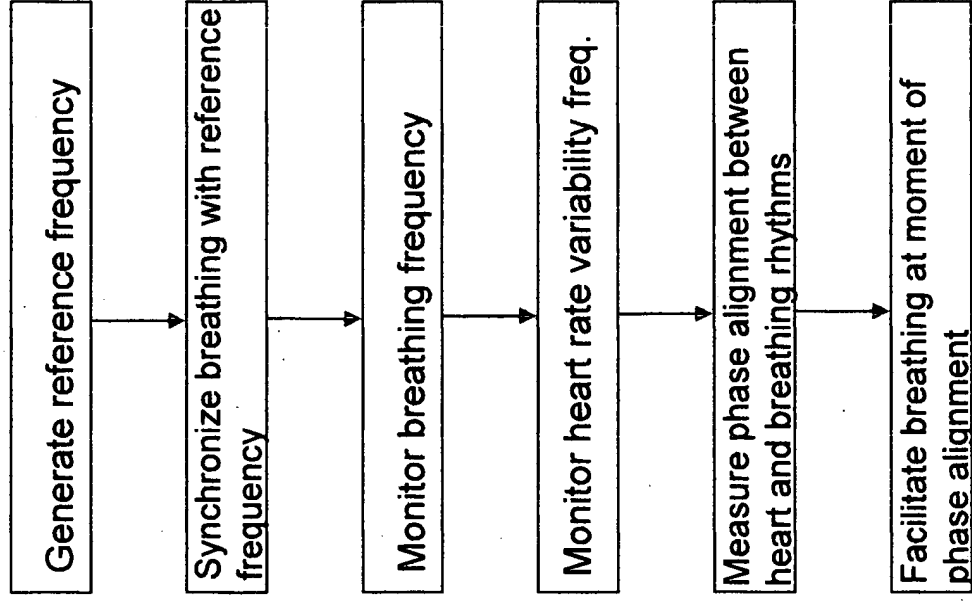 Generate reference frequency
Synchronize breathing with reference
frequency
Monitor breathing frequency
Monitor heart rate variability freq.
Measure phase alignment between
heart and breathing rhythms
Facilitate breathing at moment of
phase alignment